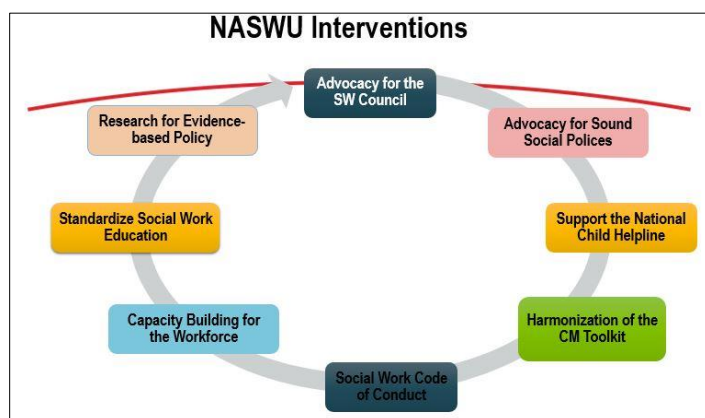 NASWU Interventions
Advocacy for the
SW Council
Advocacy for Sound
Social Polices
Support the National
Child Helpline
Harmonization of the
CM Toolkit
Social Work Code
of Conduct
Capacity Building for
the Workforce
Standardize Social Work
Education
Research for Evidence-
based Policy